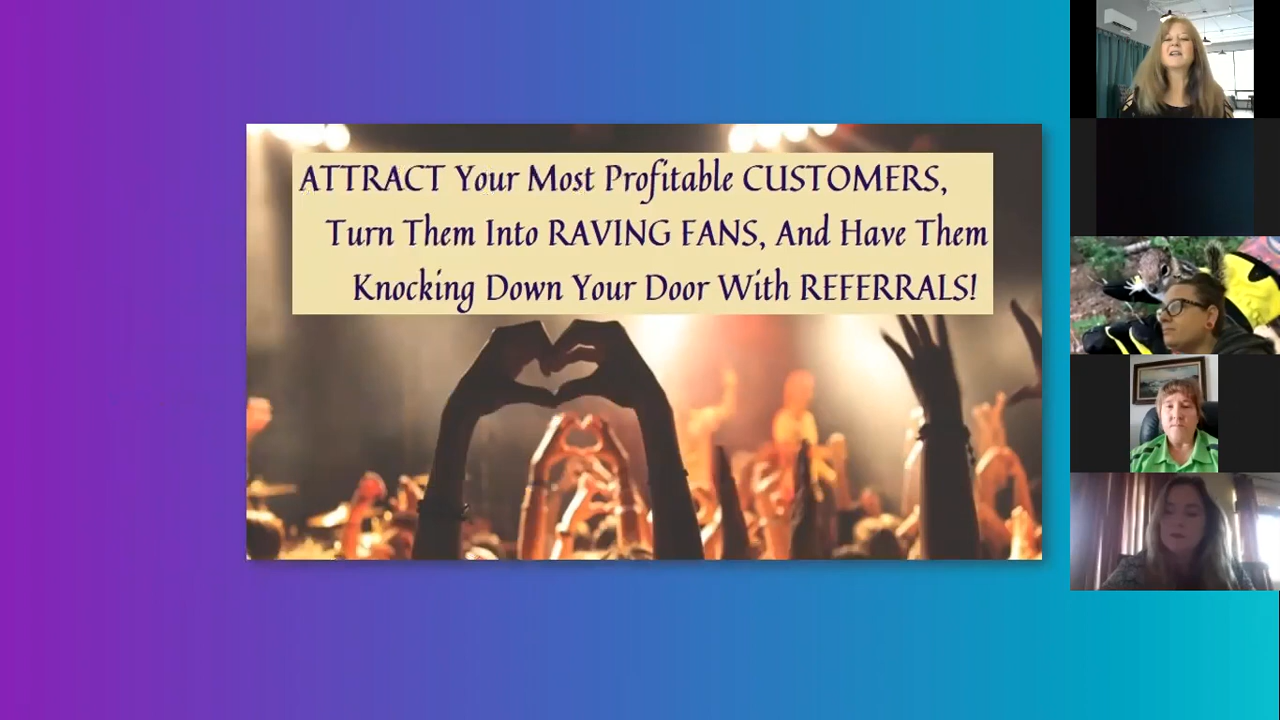 ATTRACT Your Most Profitable CUSTOMERS,
Turn Them Into RAVING FANS, And Have Them
Knocking Down Your Door With REFERRALS!